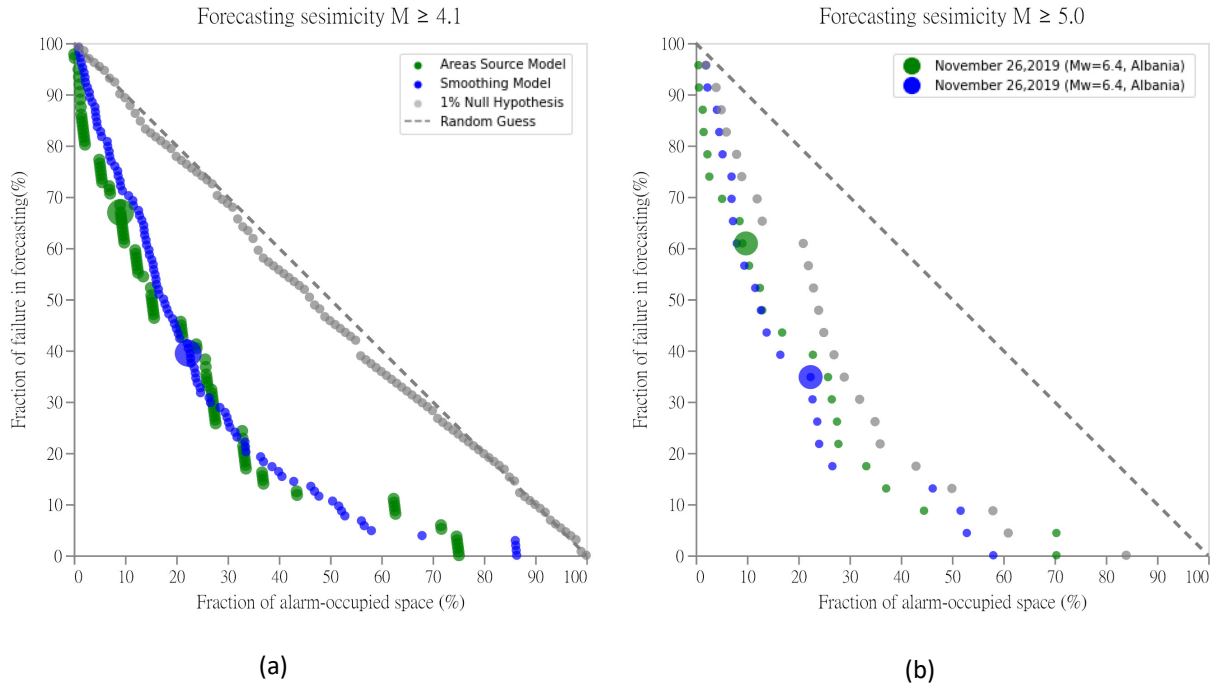 Forecasting sesimicity M ≥ 4.1
100
90
80
70
60
50
40
30
20
10
0
0 10 20 30 40 50 60 70 80 90 100
Fraction of failure in forecasting(%)
Fraction of alarm-occupied space (%)
Areas Source Model
Smoothing Model
1% Null Hypothesis
Random Guess
(a)
Forecasting sesimicity M ≥ 5.0
100
90
80
70
60
50
40
30
20
10
0
0 10 20 30 40 50 60 70 80 90 100
Fraction of failure in forecasting(%)
Fraction of alarm-occupied space (%)
November 26,2019 (Mw=6.4, Albania)
November 26,2019 (Mw=6.4, Albania)
(b)